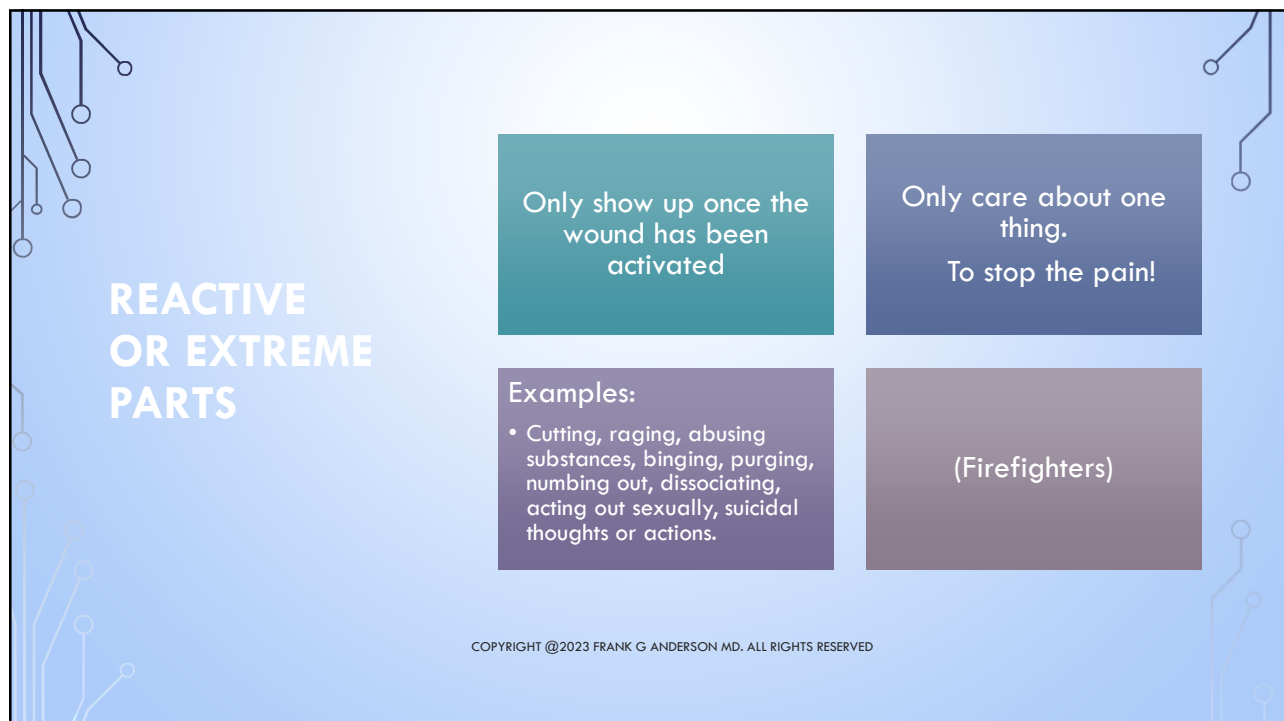 REACTIVE
OR EXTREME
PARTS
Only show up once the
wound has been
activated
Only care about one
thing.
To stop the pain!
Examples:
• Cutting, raging, abusing
substances, binging, purging,
numbing out, dissociating,
acting out sexually, suicidal
thoughts or actions.
(Firefighters)
COPYRIGHT @2023 FRANK G ANDERSON MD. ALL RIGHTS RESERVED